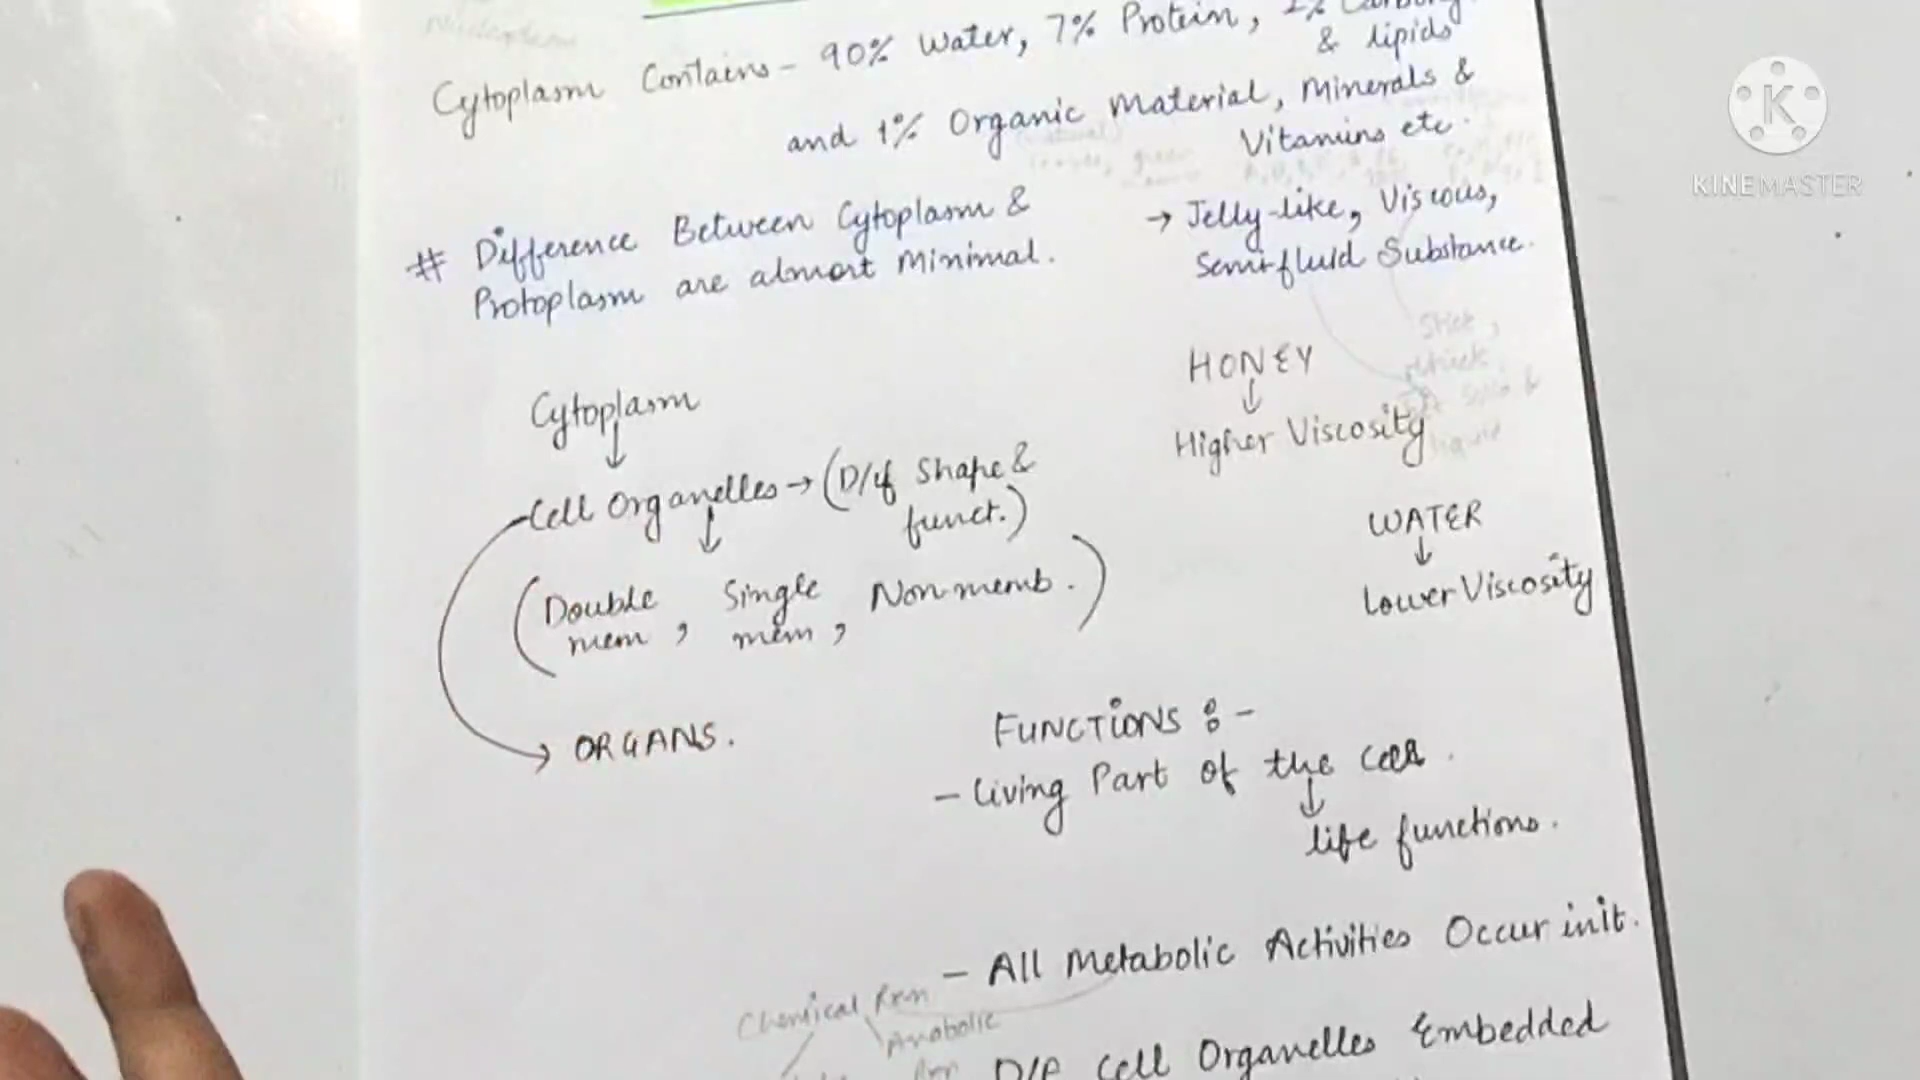 Cytoplasm Contains - 90% Water, 7% Protein, 2%
& lipids
and 1% Organic Material, Minerals &
Vitamins etc.
# Difference Between Cytoplasm &
Protoplasm are almost Minimal.
→ Jelly-like, Viscous,
Semi-fluid Substance.
HONEY
↓
Higher Viscosity
WATER
↓
Lower Viscosity
Cytoplasm
↓
Cell Organelles → (D/f Shape &
funct.)
↓
(Double mem, Single mem, Non memb.)
ORGANS.
FUNCTIONS :-
- Living Part of the Cell.
↓
life functions.
- All Metabolic Activities Occur in it.
Chemical Rxn
Anabolic
Cell Organelles Embedded
KINEMASTER